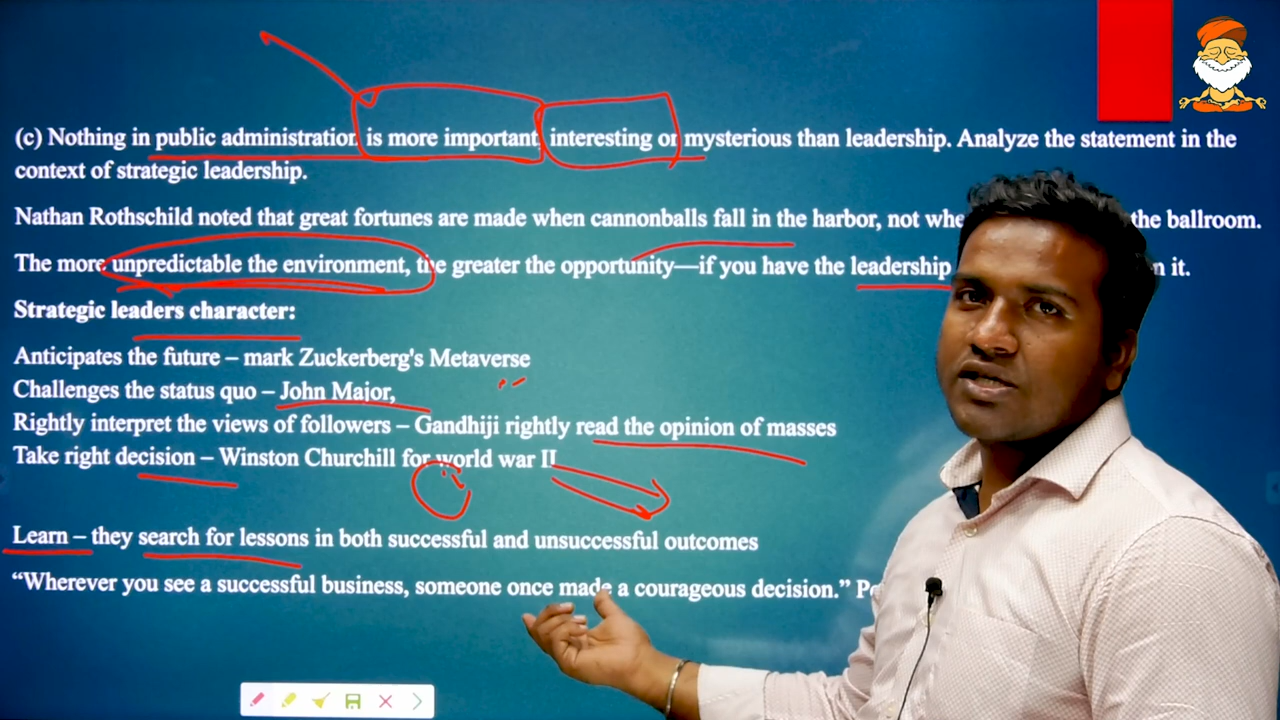 (c) Nothing in public administration is more important, interesting or mysterious than leadership. Analyze the statement in the
context of strategic leadership.
Nathan Rothschild noted that great fortunes are made when cannonballs fall in the harbor, not the ballroom.
The more unpredictable the environment, the greater the opportunity—if you have the leadership it.
Strategic leaders character:
Anticipates the future – mark Zuckerberg's Metaverse
Challenges the status quo – John Major,
Rightly interpret the views of followers – Gandhiji rightly read the opinion of masses
Take right decision – Winston Churchill for world war II
Learn – they search for lessons in both successful and unsuccessful outcomes
“Wherever you see a successful business, someone once made a courageous decision.”